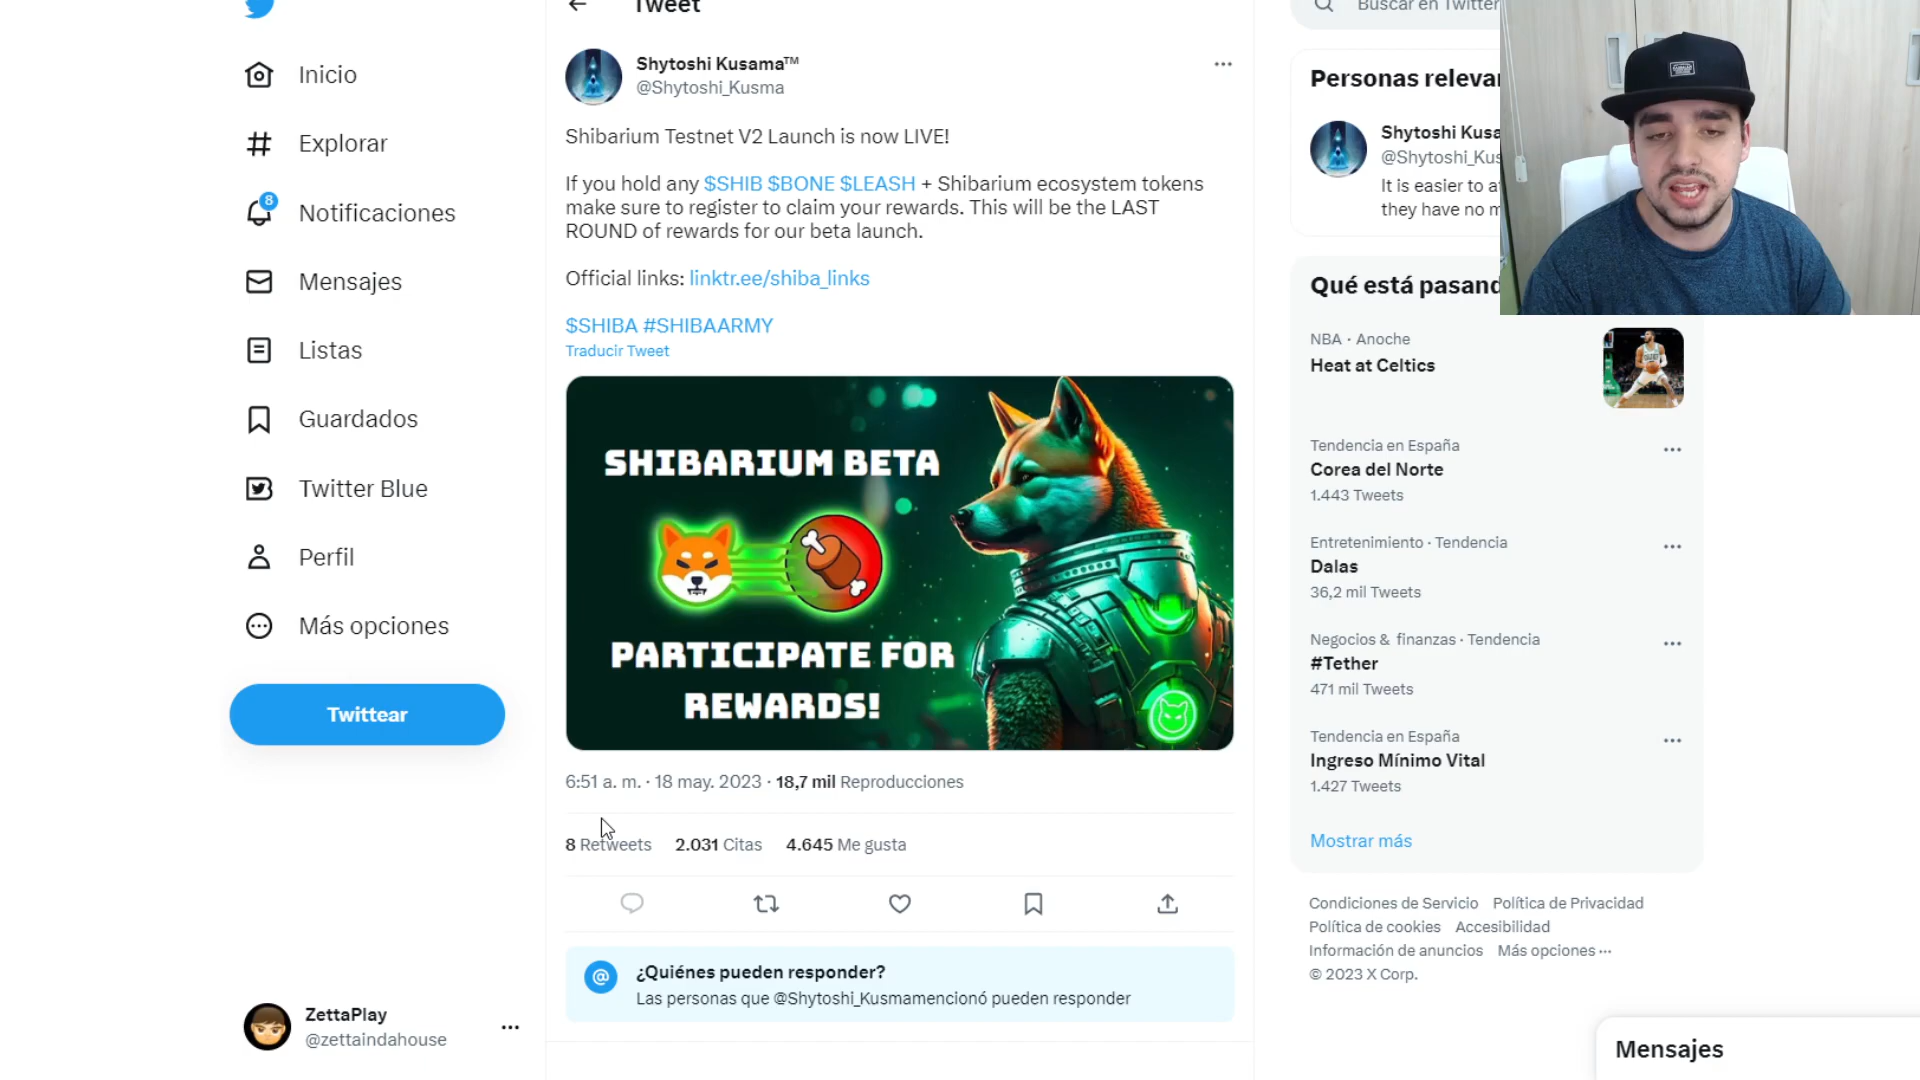 Tweet
Buscar en Twitter
Inicio
Explorar
8
Notificaciones
Mensajes
Listas
Guardados
Twitter Blue
Perfil
Más opciones
Twittear
ZettaPlay
@zettaindahouse
Shytoshi Kusama™
@Shytoshi_Kusma
Shibarium Testnet V2 Launch is now LIVE!
If you hold any $SHIB $BONE $LEASH + Shibarium ecosystem tokens
make sure to register to claim your rewards. This will be the LAST
ROUND of rewards for our beta launch.
Official links: linktr.ee/shiba_links
$SHIBA #SHIBAARMY
Traducir Tweet
SHIBARIUM BETA
PARTICIPATE FOR
REWARDS!
6:51 a. m. · 18 may. 2023 · 18,7 mil Reproducciones
8 Retweets 2.031 Citas 4.645 Me gusta
@
¿Quiénes pueden responder?
Las personas que @Shytoshi_Kusmamencionó pueden responder
Personas relevan
Shytoshi Kusa
@Shytoshi_Kus
It is easier to a
they have no m
Qué está pasand
NBA · Anoche
Heat at Celtics
Tendencia en España
Corea del Norte
1.443 Tweets
Entretenimiento · Tendencia
Dalas
36,2 mil Tweets
Negocios & finanzas · Tendencia
#Tether
471 mil Tweets
Tendencia en España
Ingreso Mínimo Vital
1.427 Tweets
Mostrar más
Condiciones de Servicio Política de Privacidad
Política de cookies Accesibilidad
Información de anuncios Más opciones ···
© 2023 X Corp.
Mensajes